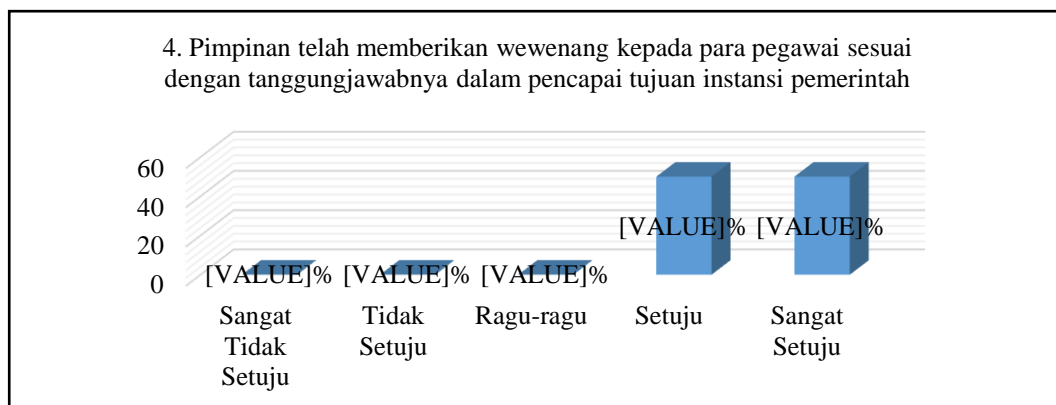 4. Pimpinan telah memberikan wewenang kepada para pegawai sesuai
dengan tanggungjawabnya dalam pencapai tujuan instansi pemerintah
60
40
20
0
[VALUE]% [VALUE]% [VALUE]% [VALUE]% [VALUE]%
Sangat Tidak Setuju
Tidak Setuju
Ragu-ragu
Setuju
Sangat Setuju